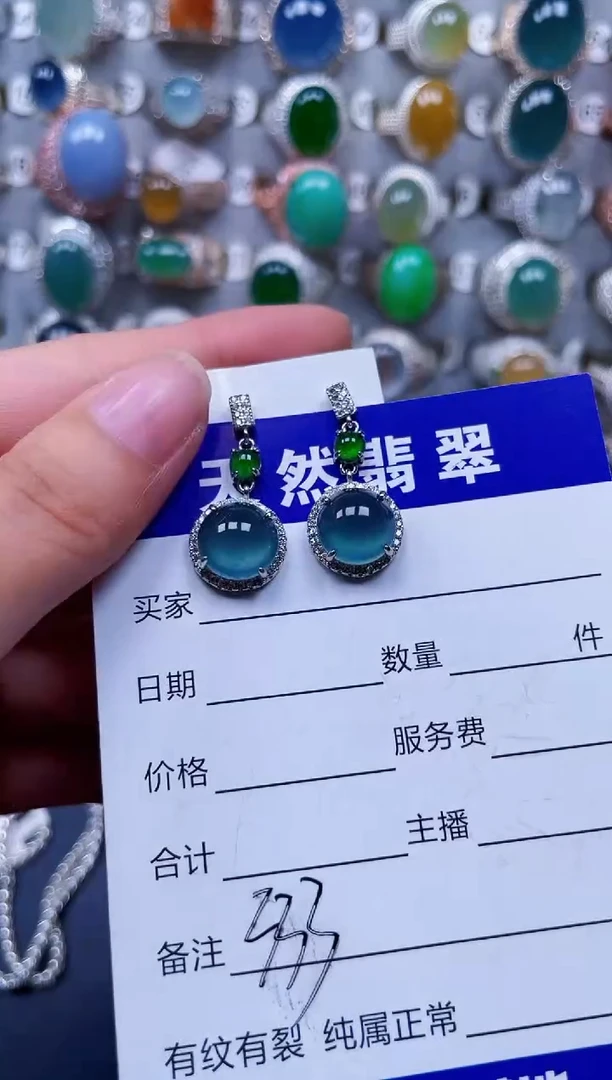 天然翡翠
买家
日期 数量 件
价格 服务费
合计 主播
备注
有纹有裂 纯属正常